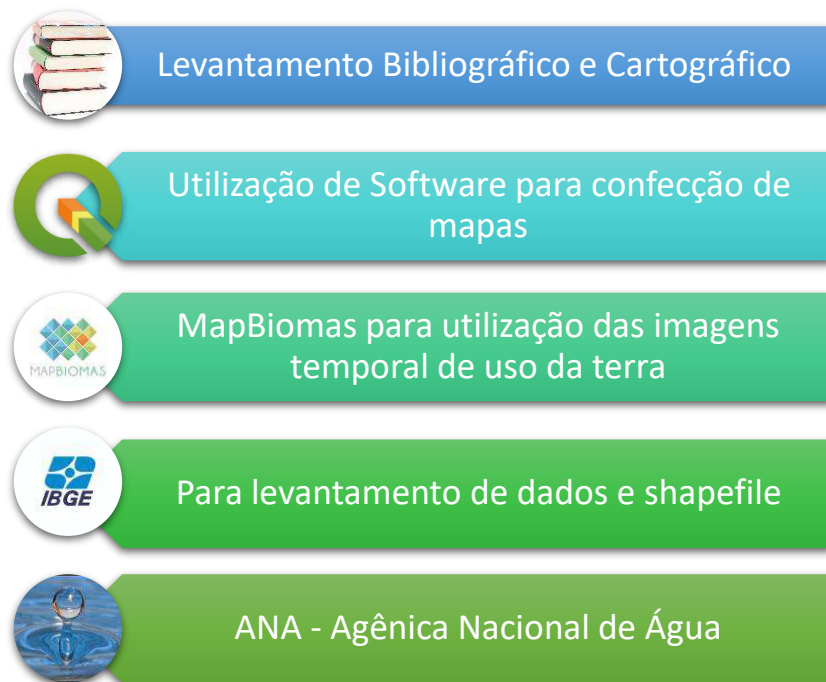 Levantamento Bibliográfico e Cartográfico
Utilização de Software para confecção de
mapas
MAPBIOMAS
MapBiomas para utilização das imagens
temporal de uso da terra
IBGE
Para levantamento de dados e shapefile
ANA - Agênica Nacional de Água